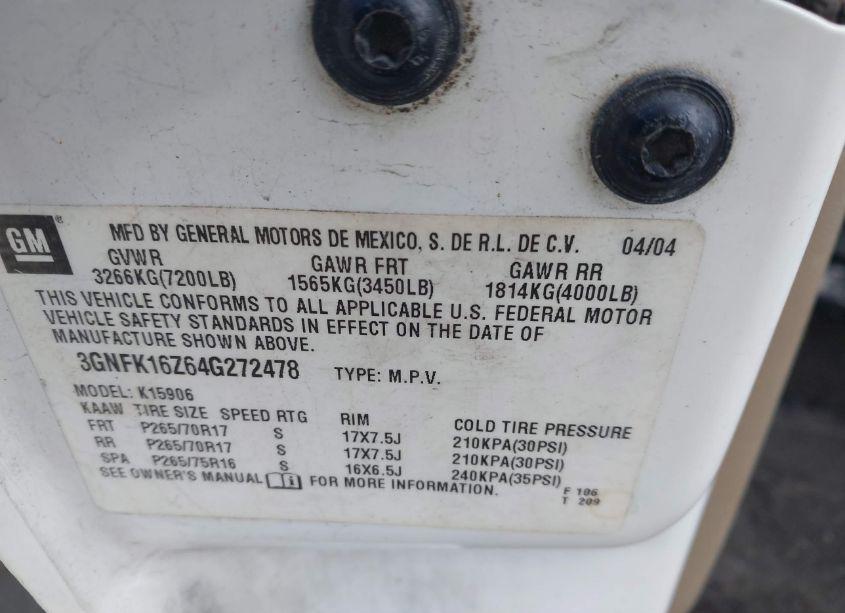 GM
MFD BY GENERAL MOTORS DE MEXICO, S. DE R.L. DE C.V. 04/04
GVWR GAWR FRT GAWR RR
3266KG(7200LB) 1565KG(3450LB) 1814KG(4000LB)
THIS VEHICLE CONFORMS TO ALL APPLICABLE U.S. FEDERAL MOTOR
VEHICLE SAFETY STANDARDS IN EFFECT ON THE DATE OF
MANUFACTURE SHOWN ABOVE.
3GNFK16Z64G272478 TYPE: M.P.V.
MODEL: K15906
KAAW TIRE SIZE SPEED RTG RIM COLD TIRE PRESSURE
FRT P265/70R17 S 17X7.5J 210KPA(30PSI)
RR P265/70R17 S 17X7.5J 210KPA(30PSI)
SPA P265/75R16 S 16X6.5J 240KPA(35PSI)
SEE OWNER'S MANUAL FOR MORE INFORMATION.
F 106
T 209